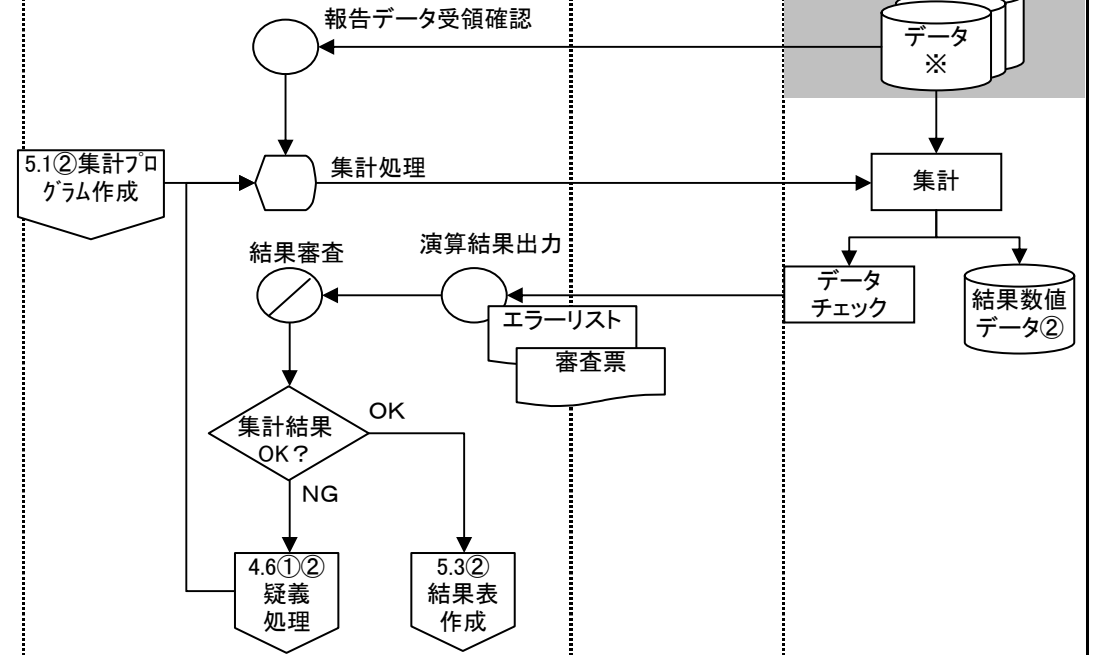 報告データ受領確認
データ
※
5.1②集計プロ
グラム作成
集計処理
集計
結果審査
演算結果出力
データ
チェック
結果数値
データ②
エラーリスト
審査票
集計結果
OK？
OK
NG
4.6①②
疑義
処理
5.3②
結果表
作成